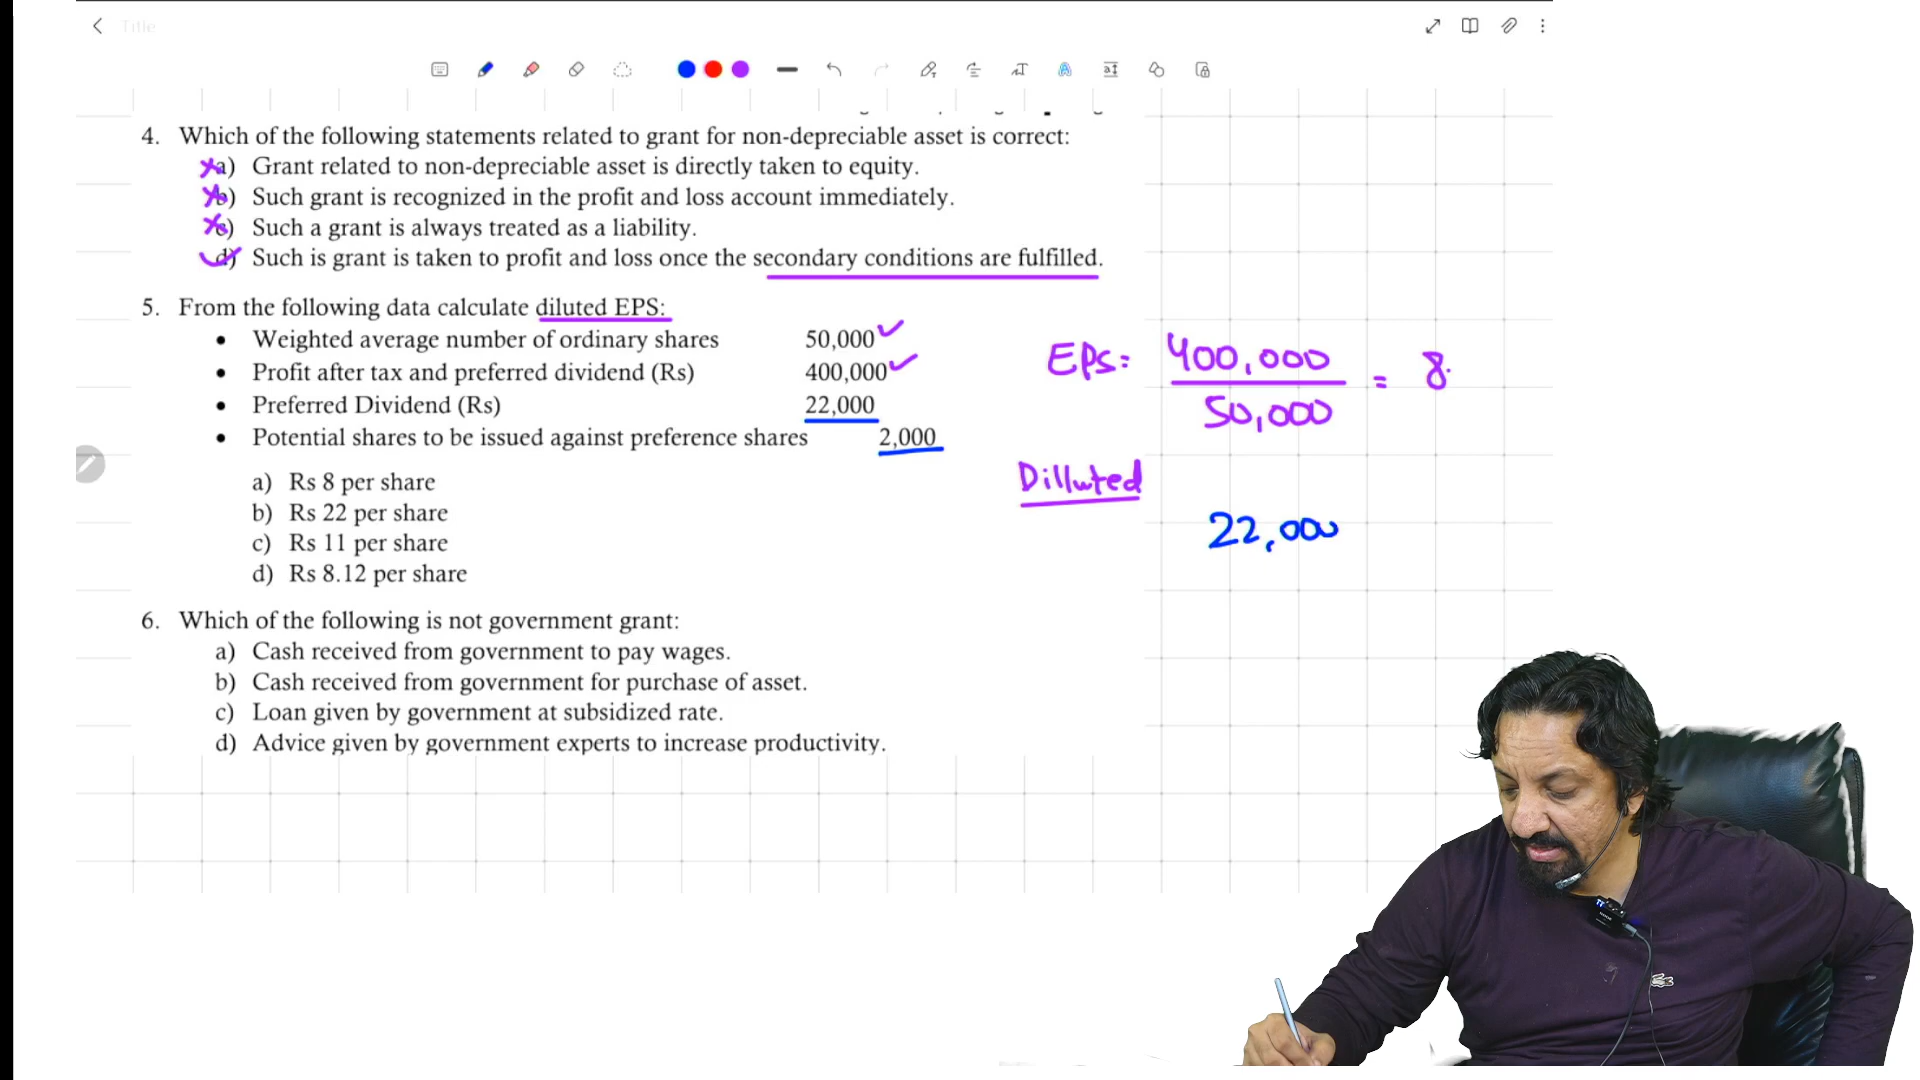 Title
4. Which of the following statements related to grant for non-depreciable asset is correct:
a) Grant related to non-depreciable asset is directly taken to equity.
b) Such grant is recognized in the profit and loss account immediately.
c) Such a grant is always treated as a liability.
d) Such is grant is taken to profit and loss once the secondary conditions are fulfilled.
5. From the following data calculate diluted EPS:
• Weighted average number of ordinary shares 50,000
• Profit after tax and preferred dividend (Rs) 400,000
• Preferred Dividend (Rs) 22,000
• Potential shares to be issued against preference shares 2,000
a) Rs 8 per share
b) Rs 22 per share
c) Rs 11 per share
d) Rs 8.12 per share
6. Which of the following is not government grant:
a) Cash received from government to pay wages.
b) Cash received from government for purchase of asset.
c) Loan given by government at subsidized rate.
d) Advice given by government experts to increase productivity.
EPS: 400,000
50,000
= 8.
Dilluted
22,000